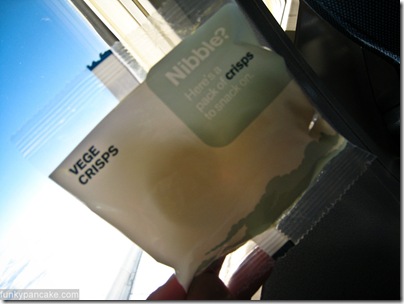 Nibble?
Here's a
pack of crisps
to snack on.
VEGE
CRISPS
funkypancake.com